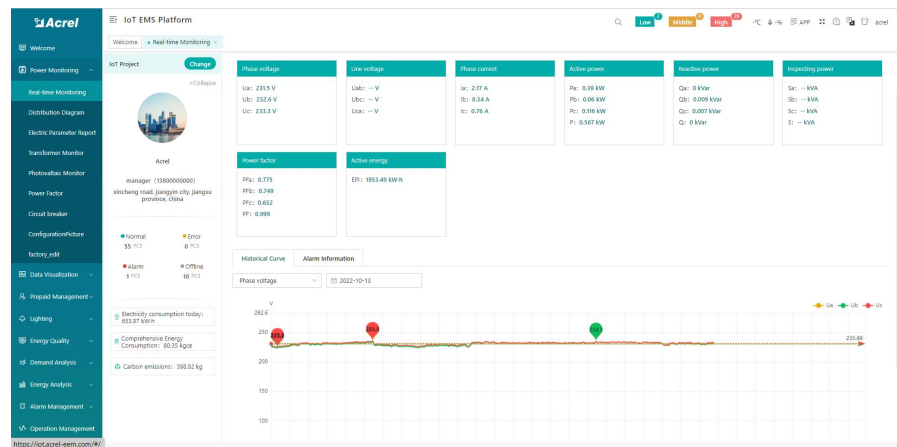 Acrel
IoT EMS Platform
Low 2 Middle 0 High 28 -℃ -% APP acrel
Welcome
Power Monitoring
Real-time Monitoring
Distribution Diagram
Electric Parameter Report
Transformer Monitor
Photovaltaic Monitor
Power Factor
Circuit breaker
ConfigurationPicture
factory_edit
Data Visualization
Prepaid Management
Lighting
Energy Quality
Demand Analysis
Energy Analysis
Alarm Management
Operation Management
https://iot.acrel-eem.com/#/
Welcome Real-time Monitoring ×
IoT Project Change
«Collapse
Acrel
manager (13800000000)
xincheng road, jiangyin city, jiangsu
province, china
Normal Error
55 PCS 0 PCS
Alarm Offline
1 PCS 10 PCS
Electricity consumption today:
653.97 kW·h
Comprehensive Energy
Consumption: 80.35 kgce
Carbon emissions: 398.92 kg
Phase voltage
Ua: 231.5 V
Ub: 232.6 V
Uc: 233.3 V
Line voltage
Uab: -- V
Ubc: -- V
Uca: -- V
Phase current
Ia: 2.17 A
Ib: 0.34 A
Ic: 0.76 A
Active power
Pa: 0.39 kW
Pb: 0.06 kW
Pc: 0.116 kW
P: 0.567 kW
Reactive power
Qa: 0 kVar
Qb: 0.009 kVar
Qc: 0.007 kVar
Q: 0 kVar
Inspecting power
Sa: -- kVA
Sb: -- kVA
Sc: -- kVA
S: -- kVA
Power factor
PFa: 0.775
PFb: 0.749
PFc: 0.652
PF: 0.999
Active energy
EPI: 1953.49 kW·h
Historical Curve Alarm Information
Phase voltage 2022-10-13
Ua Ub Uc
V
282.6
250
200
150
100
233.49